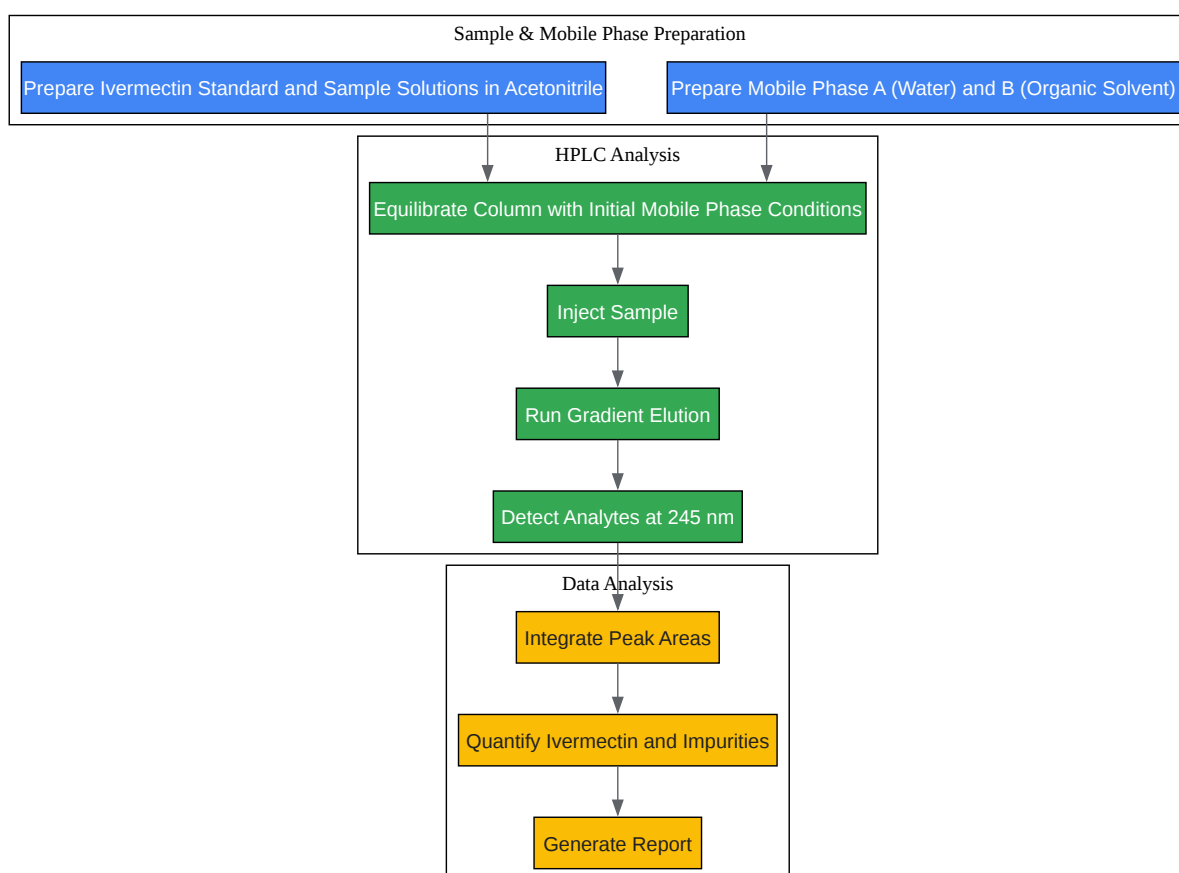 Sample & Mobile Phase Preparation
Prepare Ivermectin Standard and Sample Solutions in Acetonitrile
Prepare Mobile Phase A (Water) and B (Organic Solvent)
HPLC Analysis
Equilibrate Column with Initial Mobile Phase Conditions
Inject Sample
Run Gradient Elution
Detect Analytes at 245 nm
Data Analysis
Integrate Peak Areas
Quantify Ivermectin and Impurities
Generate Report